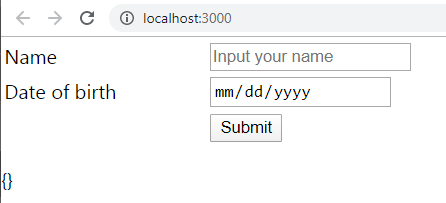 localhost:3000
Name Input your name
Date of birth mm/dd/yyyy
Submit
{}